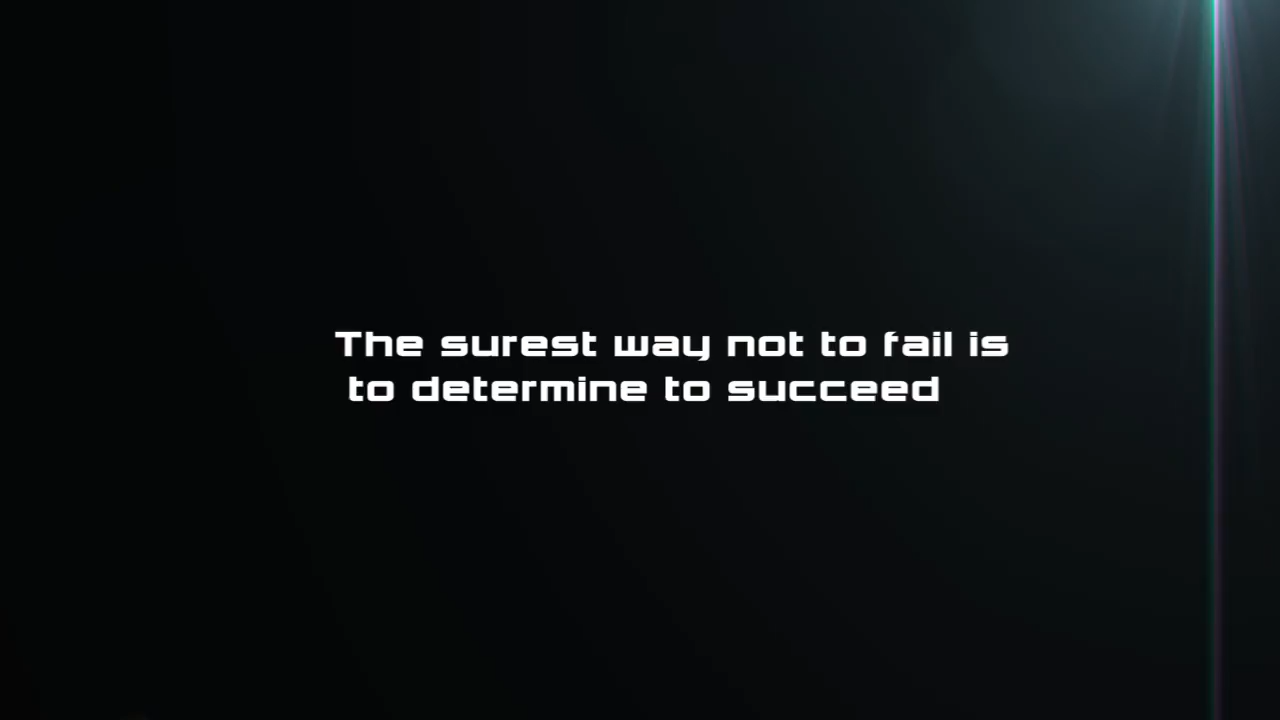 The surest way not to fail is
to determine to succeed